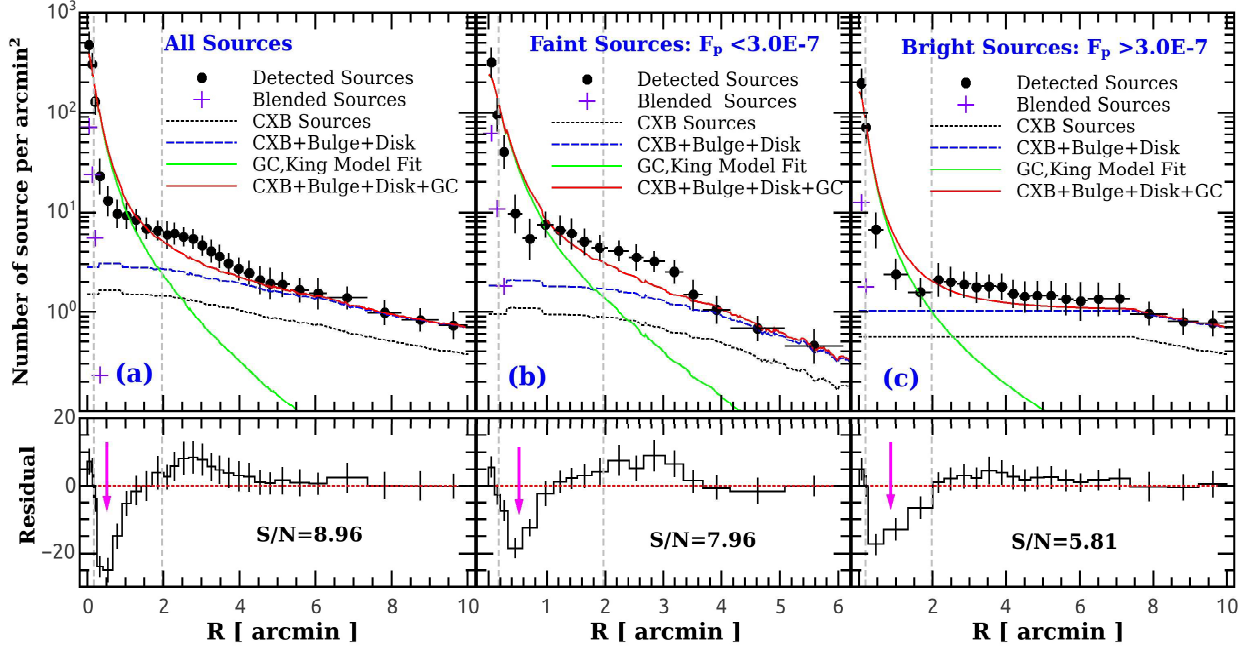 Number of source per arcmin²
10³
10²
10¹
10⁰
All Sources
Detected Sources
Blended Sources
CXB Sources
CXB+Bulge+Disk
GC,King Model Fit
CXB+Bulge+Disk+GC
(a)
Faint Sources: Fₚ <3.0E-7
Detected Sources
Blended Sources
CXB Sources
CXB+Bulge+Disk
GC,King Model Fit
CXB+Bulge+Disk+GC
(b)
Bright Sources: Fₚ >3.0E-7
Detected Sources
Blended Sources
CXB Sources
CXB+Bulge+Disk
GC,King Model Fit
CXB+Bulge+Disk+GC
(c)
Residual
20
0
−20
S/N=8.96
S/N=7.96
S/N=5.81
0 2 4 6 8 10
1 2 3 4 5 6
2 4 6 8 10
R [ arcmin ]
R [ arcmin ]
R [ arcmin ]